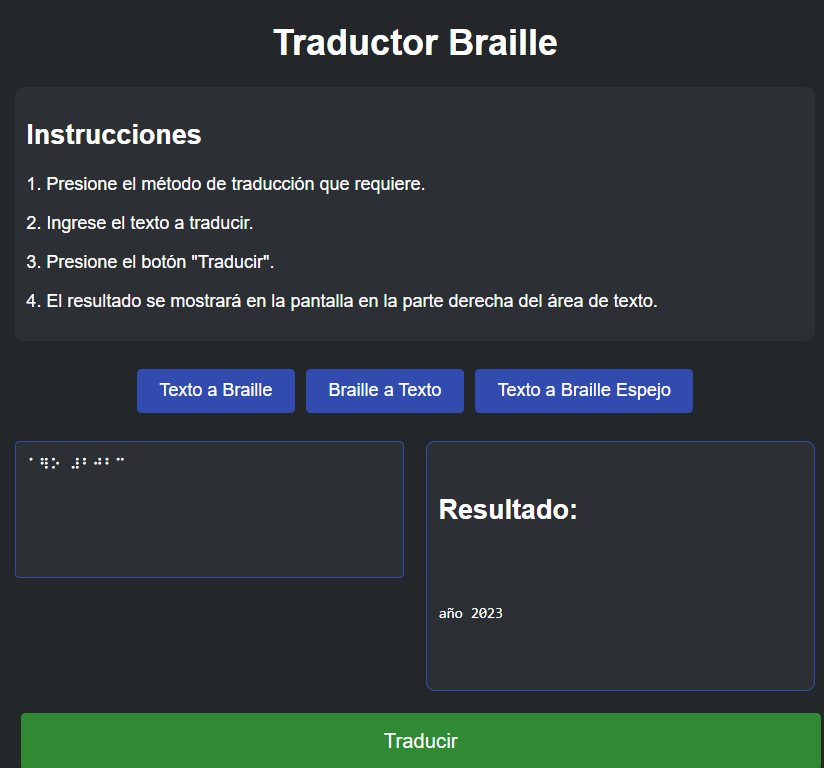 Traductor Braille
Instrucciones
1. Presione el método de traducción que requiere.
2. Ingrese el texto a traducir.
3. Presione el botón "Traducir".
4. El resultado se mostrará en la pantalla en la parte derecha del área de texto.
Texto a Braille
Braille a Texto
Texto a Braille Espejo
⠁⠻⠕ ⠼⠃⠚⠃⠉
Resultado:
año 2023
Traducir